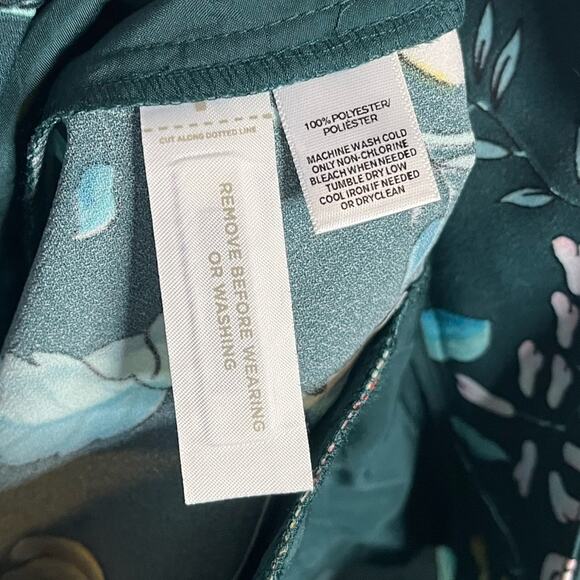 CUT ALONG DOTTED LINE
REMOVE BEFORE WEARING
OR WASHING
100% POLYESTER/
POLIESTER
MACHINE WASH COLD
ONLY NON-CHLORINE
BLEACH WHEN NEEDED
TUMBLE DRY LOW
COOL IRON IF NEEDED
OR DRYCLEAN